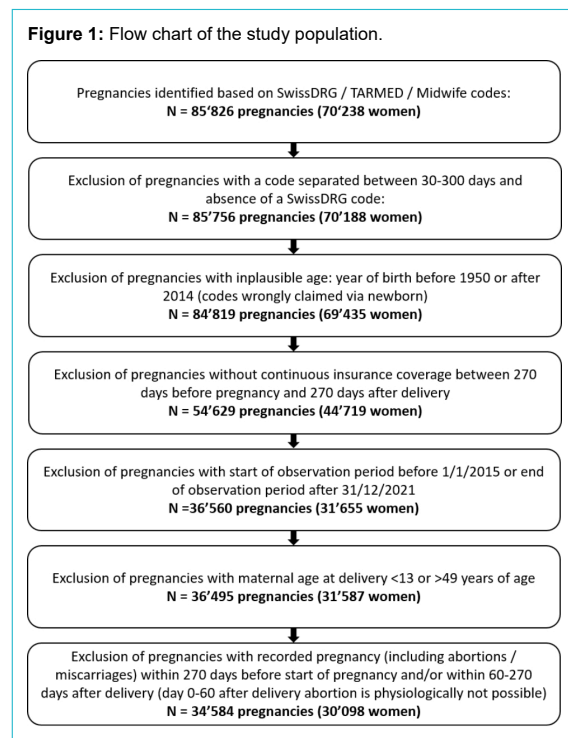 Figure 1: Flow chart of the study population.
Pregnancies identified based on SwissDRG / TARMED / Midwife codes:
N = 85‘826 pregnancies (70‘238 women)
Exclusion of pregnancies with a code separated between 30-300 days and
absence of a SwissDRG code:
N = 85’756 pregnancies (70’188 women)
Exclusion of pregnancies with inplausible age: year of birth before 1950 or after
2014 (codes wrongly claimed via newborn)
N = 84’819 pregnancies (69’435 women)
Exclusion of pregnancies without continuous insurance coverage between 270
days before pregnancy and 270 days after delivery
N = 54’629 pregnancies (44’719 women)
Exclusion of pregnancies with start of observation period before 1/1/2015 or end
of observation period after 31/12/2021
N =36’560 pregnancies (31’655 women)
Exclusion of pregnancies with maternal age at delivery <13 or >49 years of age
N = 36’495 pregnancies (31’587 women)
Exclusion of pregnancies with recorded pregnancy (including abortions /
miscarriages) within 270 days before start of pregnancy and/or within 60-270
days after delivery (day 0-60 after delivery abortion is physiologically not possible)
N = 34’584 pregnancies (30’098 women)